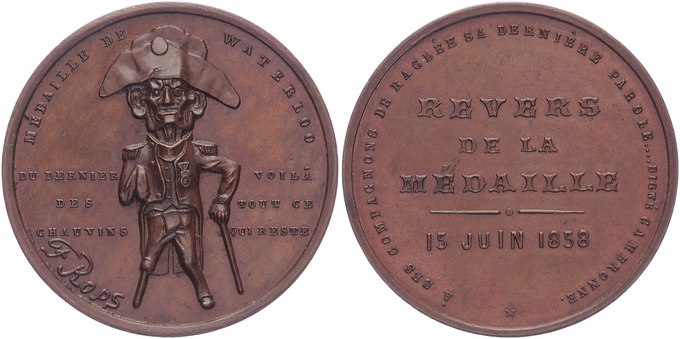 MÉDAILLE DE WATERLOO
DU DERNIER VOILÀ
DES TOUT CE
CHAUVINS QUI RESTE
F Rops
À SES COMPAGNONS DE RACLÉE SA DERNIÈRE PAROLE.... SIGNÉ CAMBRONNE.
REVERS
DE LA
MÉDAILLE
15 JUIN 1858